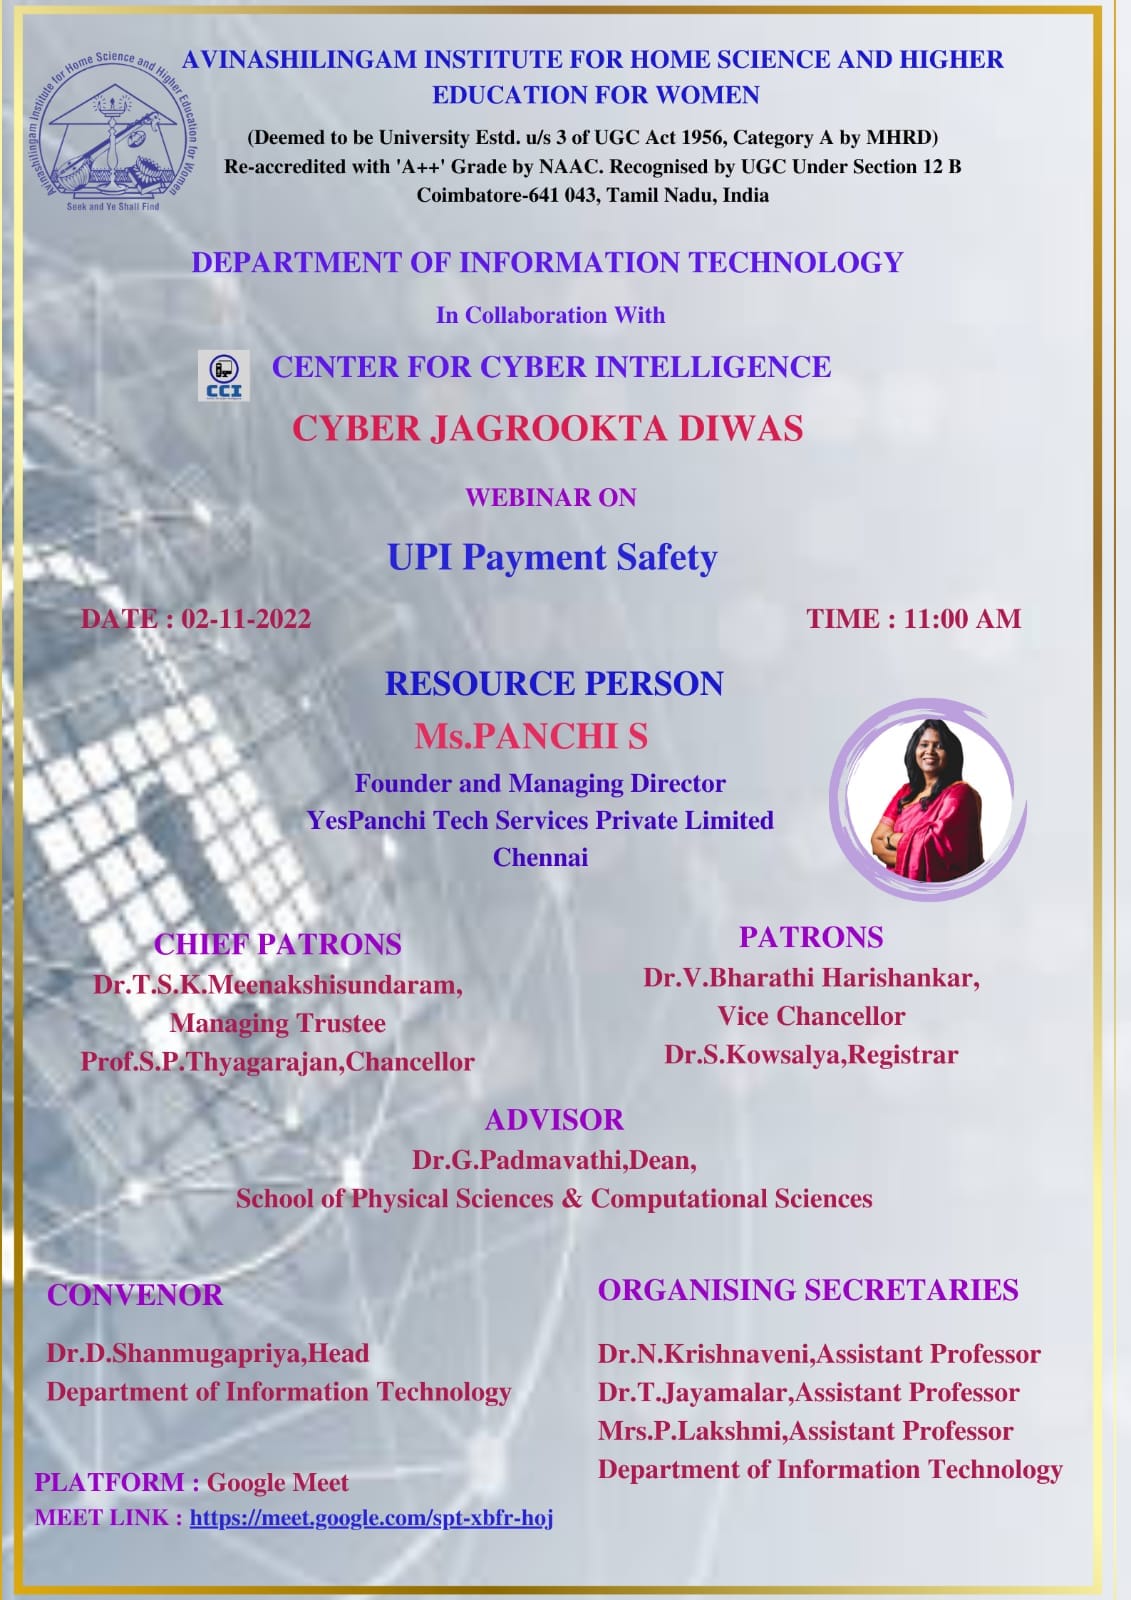 Avinashilingam Institute for Home Science and Higher Education for Women
Seek and Ye Shall Find
AVINASHILINGAM INSTITUTE FOR HOME SCIENCE AND HIGHER
EDUCATION FOR WOMEN
(Deemed to be University Estd. u/s 3 of UGC Act 1956, Category A by MHRD)
Re-accredited with 'A++' Grade by NAAC. Recognised by UGC Under Section 12 B
Coimbatore-641 043, Tamil Nadu, India
DEPARTMENT OF INFORMATION TECHNOLOGY
In Collaboration With
CCI
CENTER FOR CYBER INTELLIGENCE
CYBER JAGROOKTA DIWAS
WEBINAR ON
UPI Payment Safety
DATE : 02-11-2022
TIME : 11:00 AM
RESOURCE PERSON
Ms.PANCHI S
Founder and Managing Director
YesPanchi Tech Services Private Limited
Chennai
CHIEF PATRONS
Dr.T.S.K.Meenakshisundaram,
Managing Trustee
Prof.S.P.Thyagarajan,Chancellor
PATRONS
Dr.V.Bharathi Harishankar,
Vice Chancellor
Dr.S.Kowsalya,Registrar
ADVISOR
Dr.G.Padmavathi,Dean,
School of Physical Sciences & Computational Sciences
CONVENOR
Dr.D.Shanmugapriya,Head
Department of Information Technology
ORGANISING SECRETARIES
Dr.N.Krishnaveni,Assistant Professor
Dr.T.Jayamalar,Assistant Professor
Mrs.P.Lakshmi,Assistant Professor
Department of Information Technology
PLATFORM : Google Meet
MEET LINK : https://meet.google.com/spt-xbfr-hoj